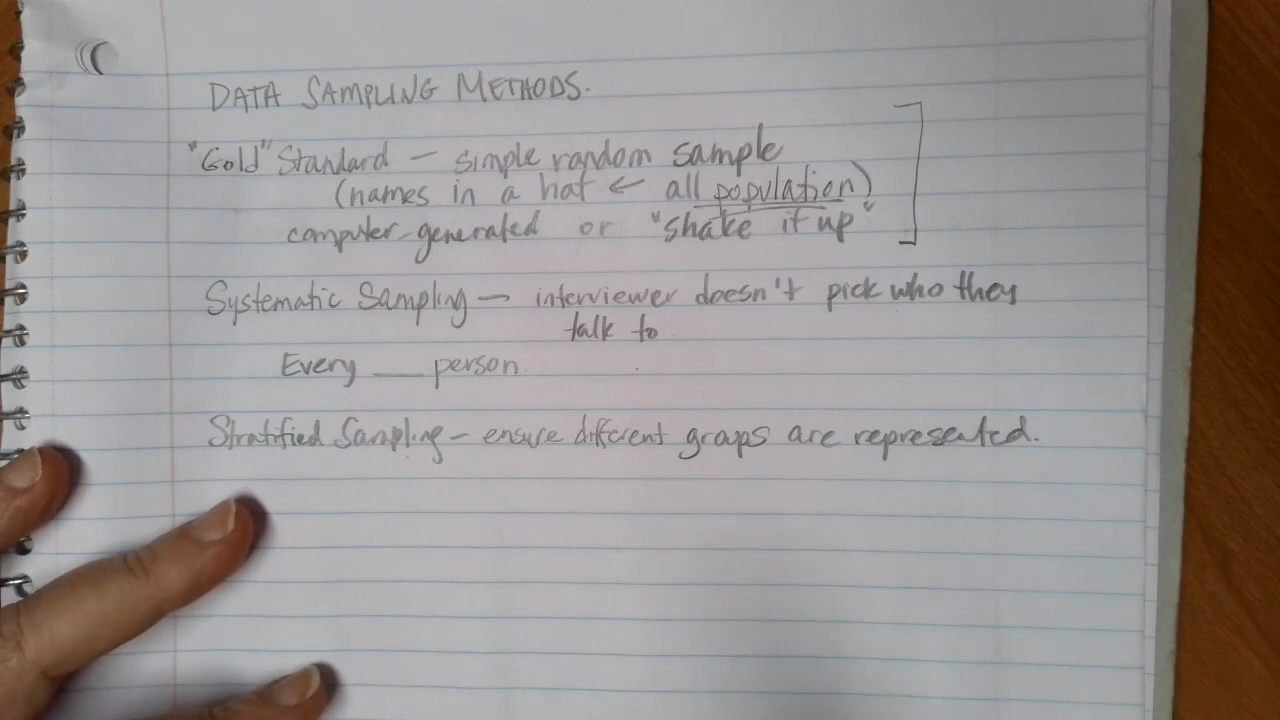 DATA SAMPLING METHODS.
"Gold" Standard — simple random sample
(names in a hat ← all population)
computer-generated or "shake it up"
Systematic Sampling — interviewer doesn't pick who they
talk to
Every ___ person
Stratified Sampling — ensure different groups are represented.